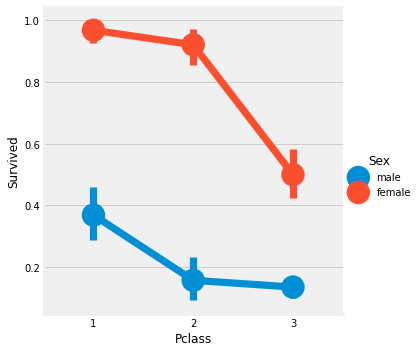 1.0
0.8
0.6
0.4
0.2
Survived
1 2 3
Pclass
Sex
male
female